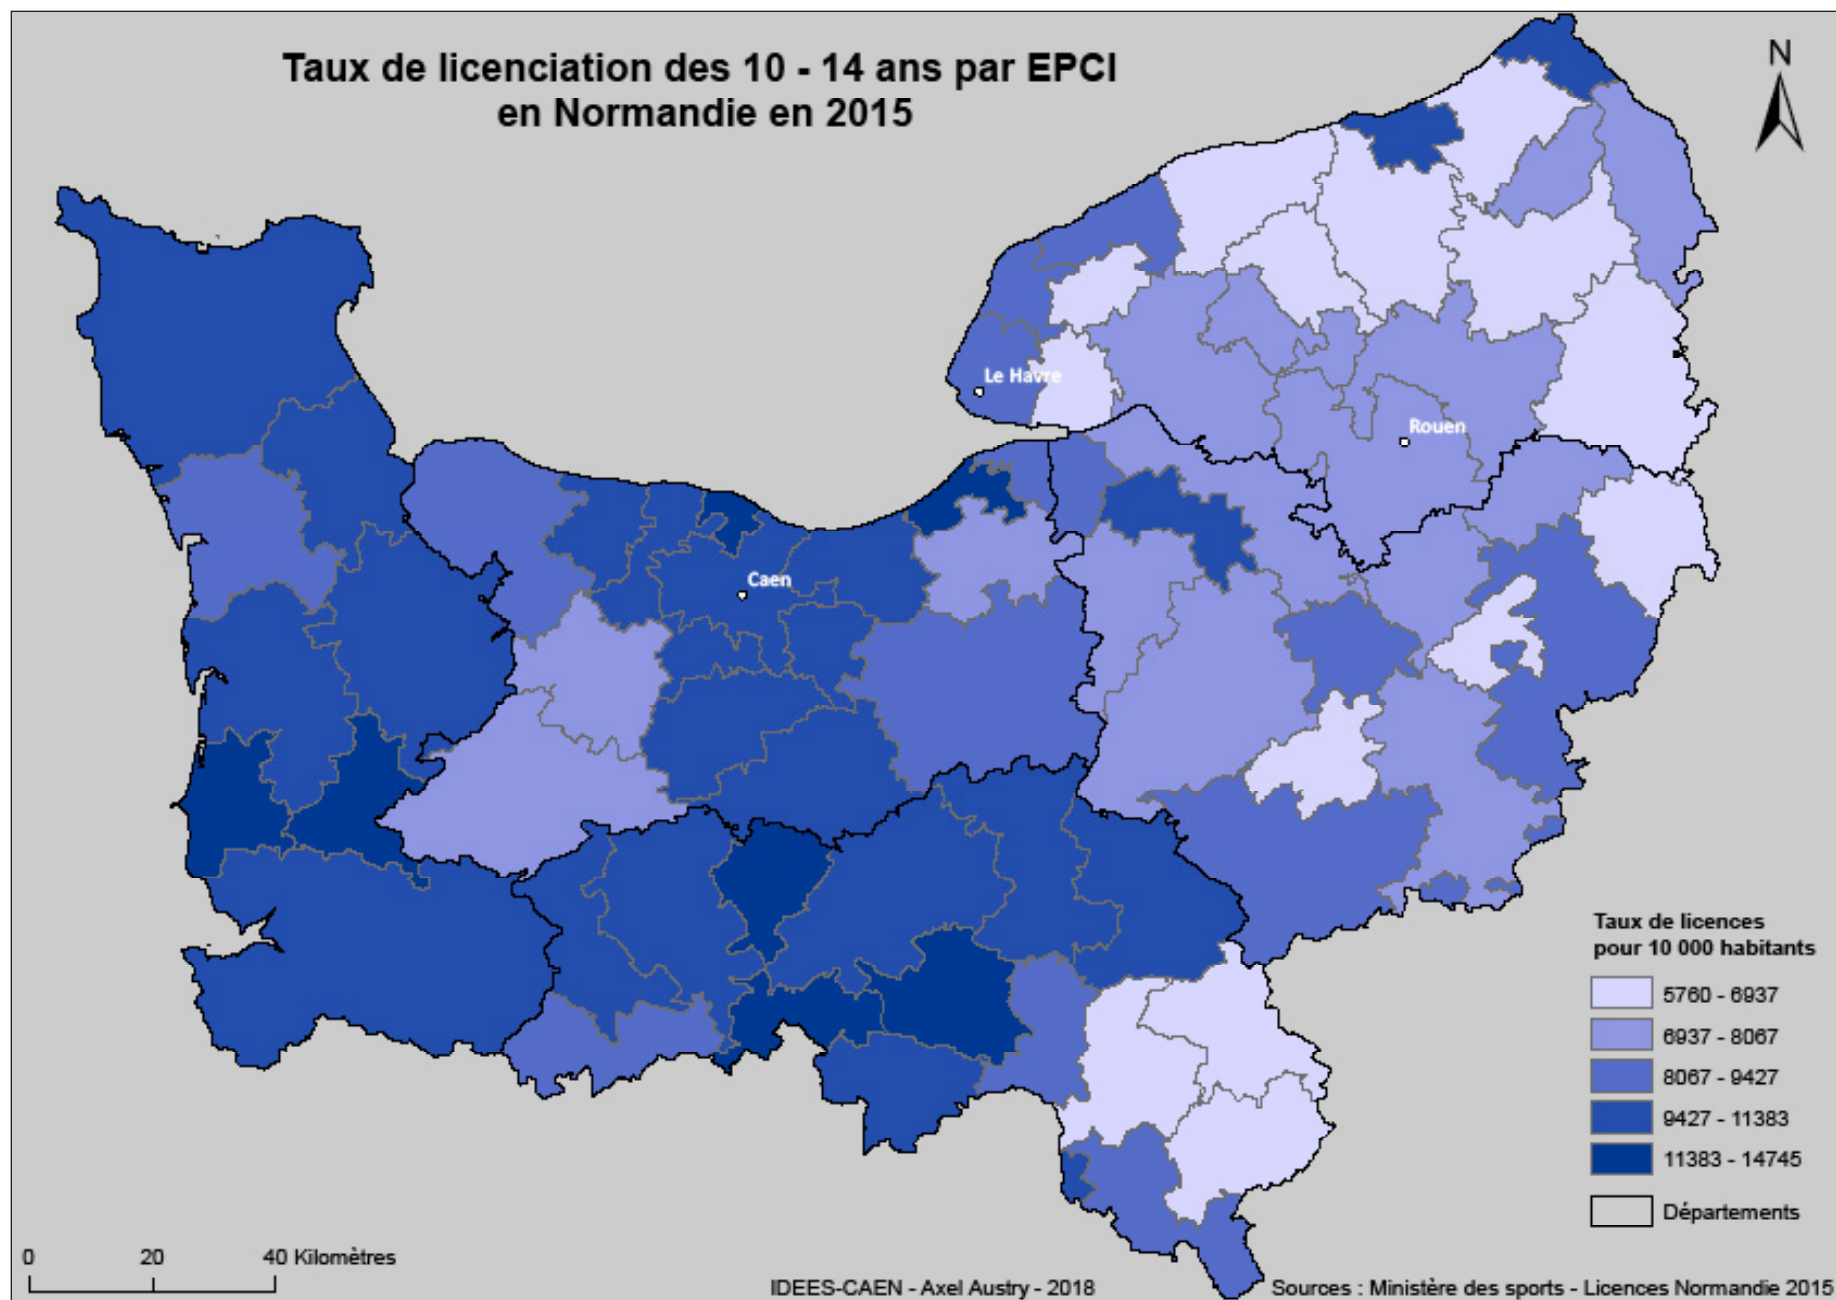 Taux de licenciation des 10 - 14 ans par EPCI
en Normandie en 2015
N
Le Havre
Rouen
Caen
Taux de licences
pour 10 000 habitants
5760 - 6937
6937 - 8067
8067 - 9427
9427 - 11383
11383 - 14745
Départements
0 20 40 Kilomètres
IDEES-CAEN - Axel Austry - 2018
Sources : Ministère des sports - Licences Normandie 2015